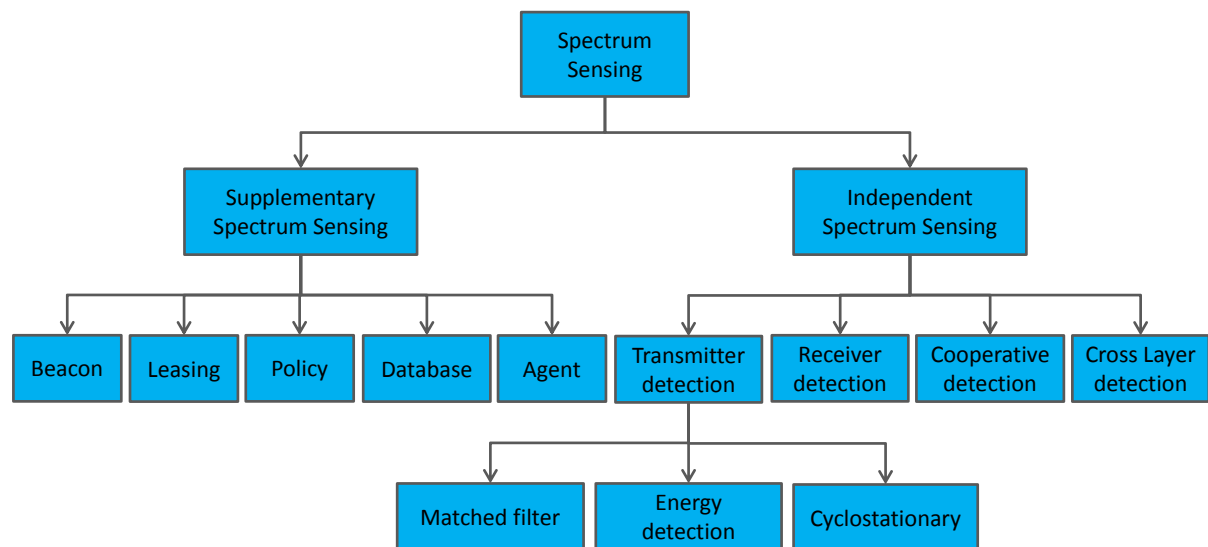 Spectrum
Sensing
Supplementary
Spectrum Sensing
Independent
Spectrum Sensing
Beacon
Leasing
Policy
Database
Agent
Transmitter
detection
Receiver
detection
Cooperative
detection
Cross Layer
detection
Matched filter
Energy
detection
Cyclostationary